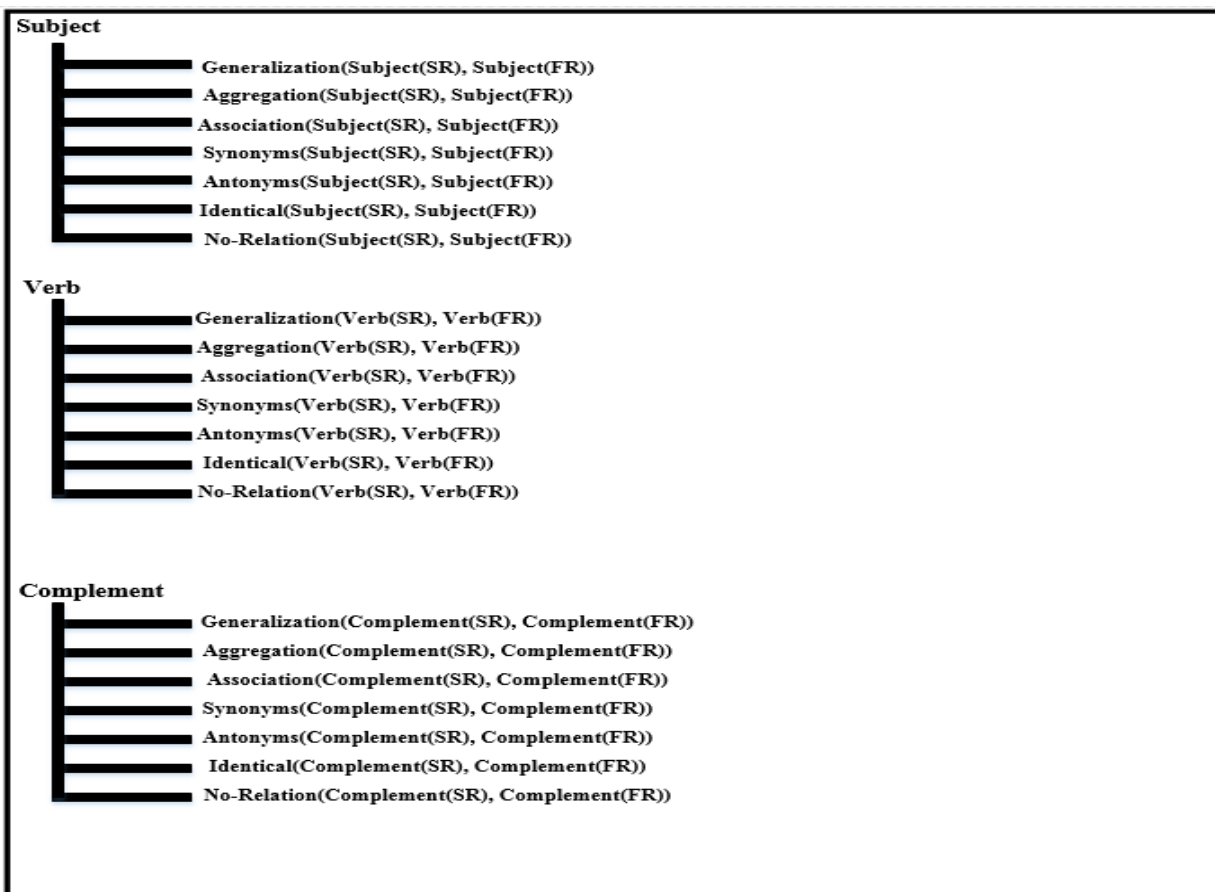 Subject
Generalization(Subject(SR), Subject(FR))
Aggregation(Subject(SR), Subject(FR))
Association(Subject(SR), Subject(FR))
Synonyms(Subject(SR), Subject(FR))
Antonyms(Subject(SR), Subject(FR))
Identical(Subject(SR), Subject(FR))
No-Relation(Subject(SR), Subject(FR))
Verb
Generalization(Verb(SR), Verb(FR))
Aggregation(Verb(SR), Verb(FR))
Association(Verb(SR), Verb(FR))
Synonyms(Verb(SR), Verb(FR))
Antonyms(Verb(SR), Verb(FR))
Identical(Verb(SR), Verb(FR))
No-Relation(Verb(SR), Verb(FR))
Complement
Generalization(Complement(SR), Complement(FR))
Aggregation(Complement(SR), Complement(FR))
Association(Complement(SR), Complement(FR))
Synonyms(Complement(SR), Complement(FR))
Antonyms(Complement(SR), Complement(FR))
Identical(Complement(SR), Complement(FR))
No-Relation(Complement(SR), Complement(FR))